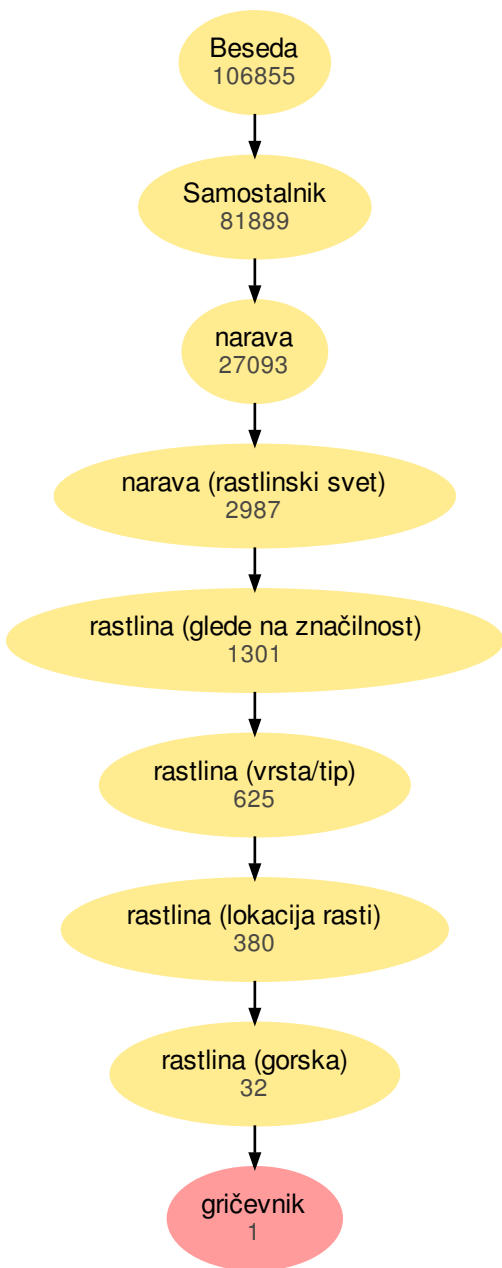 Beseda
106855
Samostalnik
81889
narava
27093
narava (rastlinski svet)
2987
rastlina (glede na značilnost)
1301
rastlina (vrsta/tip)
625
rastlina (lokacija rasti)
380
rastlina (gorska)
32
gričevnik
1